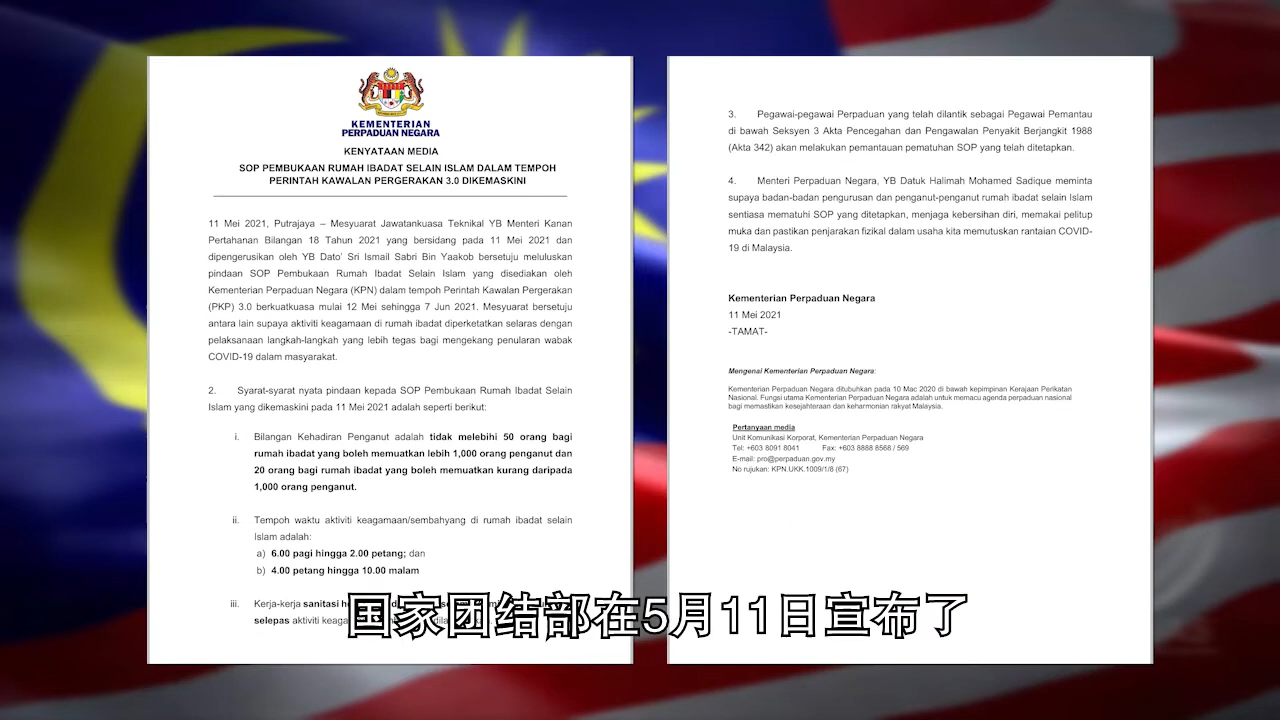 KEMENTERIAN
PERPADUAN NEGARA
KENYATAAN MEDIA
SOP PEMBUKAAN RUMAH IBADAT SELAIN ISLAM DALAM TEMPOH
PERINTAH KAWALAN PERGERAKAN 3.0 DIKEMASKINI
11 Mei 2021, Putrajaya – Mesyuarat Jawatankuasa Teknikal YB Menteri Kanan
Pertahanan Bilangan 18 Tahun 2021 yang bersidang pada 11 Mei 2021 dan
dipengerusikan oleh YB Dato' Sri Ismail Sabri Bin Yaakob bersetuju meluluskan
pindaan SOP Pembukaan Rumah Ibadat Selain Islam yang disediakan oleh
Kementerian Perpaduan Negara (KPN) dalam tempoh Perintah Kawalan Pergerakan
(PKP) 3.0 berkuatkuasa mulai 12 Mei sehingga 7 Jun 2021. Mesyuarat bersetuju
antara lain supaya aktiviti keagamaan di rumah ibadat diperketatkan selaras dengan
pelaksanaan langkah-langkah yang lebih tegas bagi mengekang penularan wabak
COVID-19 dalam masyarakat.
2. Syarat-syarat nyata pindaan kepada SOP Pembukaan Rumah Ibadat Selain
Islam yang dikemaskini pada 11 Mei 2021 adalah seperti berikut:
i. Bilangan Kehadiran Penganut adalah tidak melebihi 50 orang bagi
rumah ibadat yang boleh memuatkan lebih 1,000 orang penganut dan
20 orang bagi rumah ibadat yang boleh memuatkan kurang daripada
1,000 orang penganut.
ii. Tempoh waktu aktiviti keagamaan/sembahyang di rumah ibadat selain
Islam adalah:
a) 6.00 pagi hingga 2.00 petang; dan
b) 4.00 petang hingga 10.00 malam
iii. Kerja-kerja sanitasi
selepas aktiviti
3. Pegawai-pegawai Perpaduan yang telah dilantik sebagai Pegawai Pemantau
di bawah Seksyen 3 Akta Pencegahan dan Pengawalan Penyakit Berjangkit 1988
(Akta 342) akan melakukan pemantauan pematuhan SOP yang telah ditetapkan.
4. Menteri Perpaduan Negara, YB Datuk Halimah Mohamed Sadique meminta
supaya badan-badan pengurusan dan penganut-penganut rumah ibadat selain Islam
sentiasa mematuhi SOP yang ditetapkan, menjaga kebersihan diri, memakai pelitup
muka dan pastikan penjarakan fizikal dalam usaha kita memutuskan rantaian COVID-
19 di Malaysia.
Kementerian Perpaduan Negara
11 Mei 2021
-TAMAT-
Mengenai Kementerian Perpaduan Negara:
Kementerian Perpaduan Negara ditubuhkan pada 10 Mac 2020 di bawah kepimpinan Kerajaan Perikatan
Nasional. Fungsi utama Kementerian Perpaduan Negara adalah untuk memacu agenda perpaduan nasional
bagi memastikan kesejahteraan dan keharmonian rakyat Malaysia.
Pertanyaan media
Unit Komunikasi Korporat, Kementerian Perpaduan Negara
Tel: +603 8091 8041 Fax: +603 8888 8568 / 569
E-mail: pro@perpaduan.gov.my
No rujukan: KPN.UKK.1009/1/8 (67)
国家团结部在5月11日宣布了